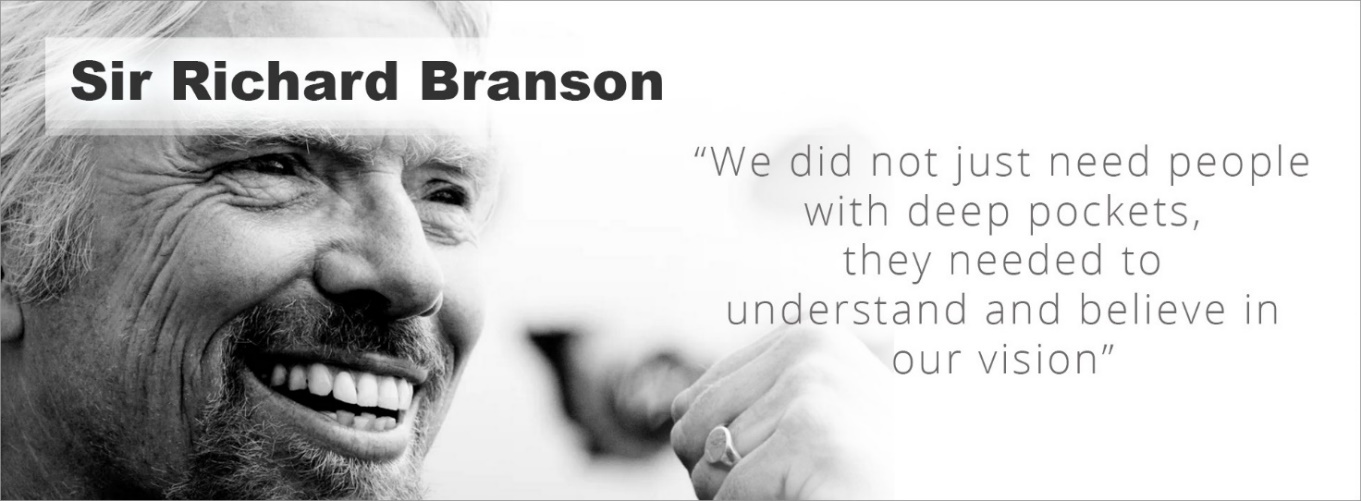 Sir Richard Branson
“We did not just need people
with deep pockets,
they needed to
understand and believe in
our vision”